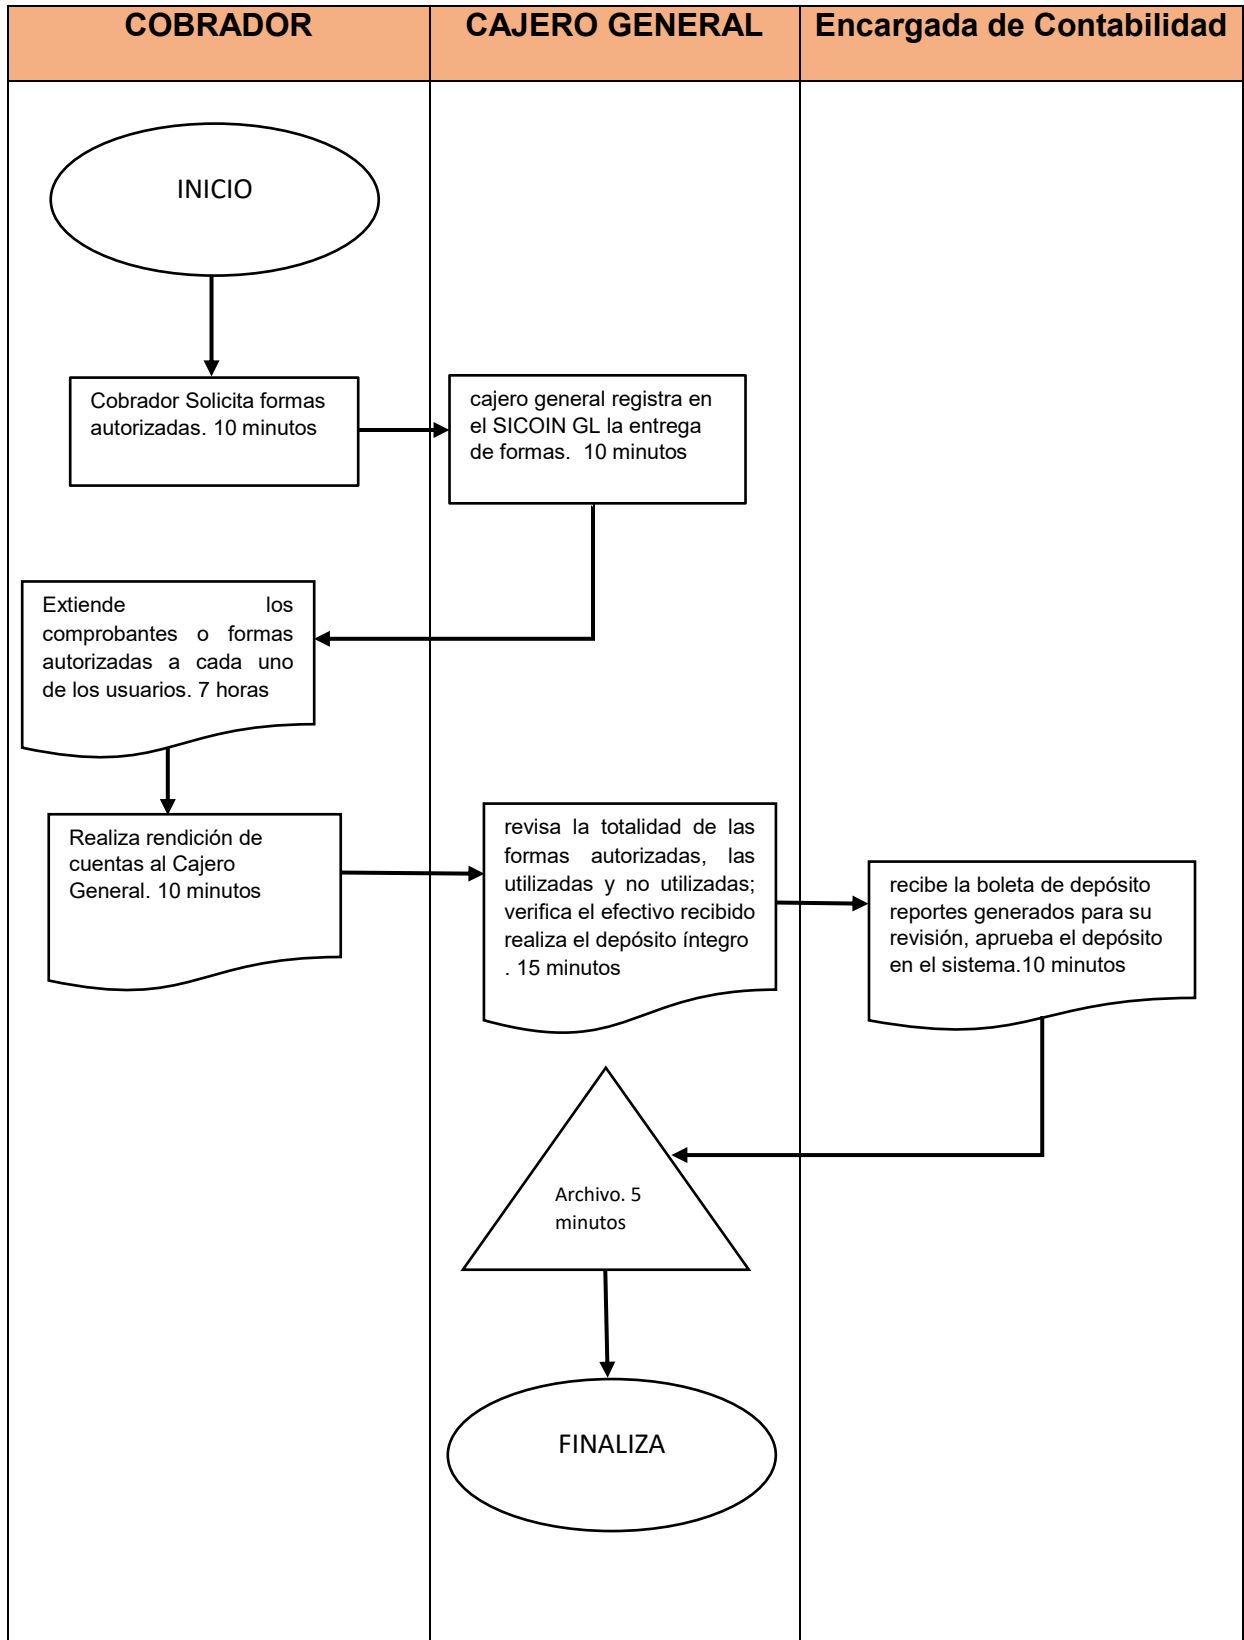 COBRADOR
CAJERO GENERAL
Encargada de Contabilidad
INICIO
Cobrador Solicita formas
autorizadas. 10 minutos
cajero general registra en
el SICOIN GL la entrega
de formas. 10 minutos
Extiende los
comprobantes o formas
autorizadas a cada uno
de los usuarios. 7 horas
Realiza rendición de
cuentas al Cajero
General. 10 minutos
revisa la totalidad de las
formas autorizadas, las
utilizadas y no utilizadas;
verifica el efectivo recibido
realiza el depósito íntegro
. 15 minutos
recibe la boleta de depósito
reportes generados para su
revisión, aprueba el depósito
en el sistema.10 minutos
Archivo. 5
minutos
FINALIZA